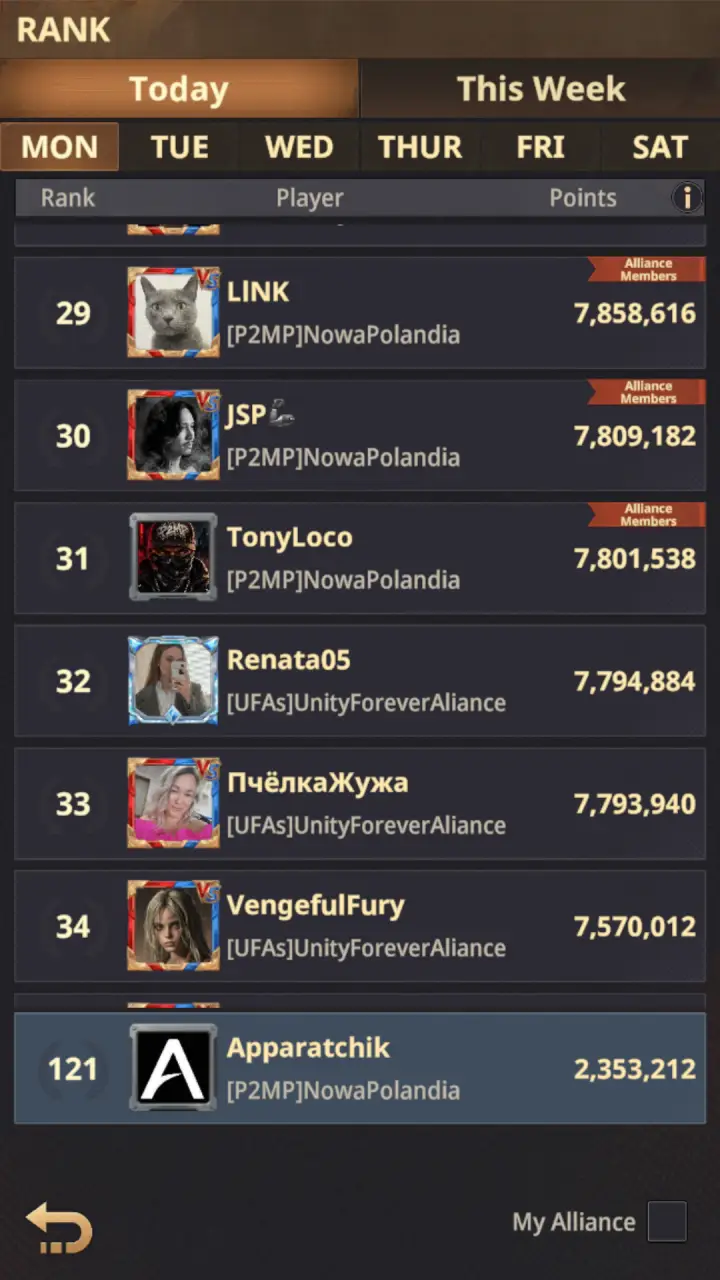 RANK
Today
This Week
MON
TUE
WED
THUR
FRI
SAT
Rank
Player
Points
29
LlNK
[P2MP]NowaPolandia
Alliance
Members
7,858,616
30
JSP
[P2MP]NowaPolandia
Alliance
Members
7,809,182
31
TonyLoco
[P2MP]NowaPolandia
Alliance
Members
7,801,538
32
Renata05
[UFAs]UnityForeverAliance
7,794,884
33
ПчёлкаЖужа
[UFAs]UnityForeverAliance
7,793,940
34
VengefulFury
[UFAs]UnityForeverAliance
7,570,012
121
Apparatchik
[P2MP]NowaPolandia
2,353,212
My Alliance